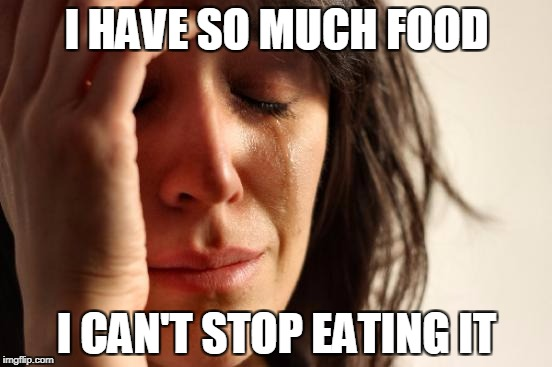 I HAVE SO MUCH FOOD
I CAN'T STOP EATING IT
imgflip.com